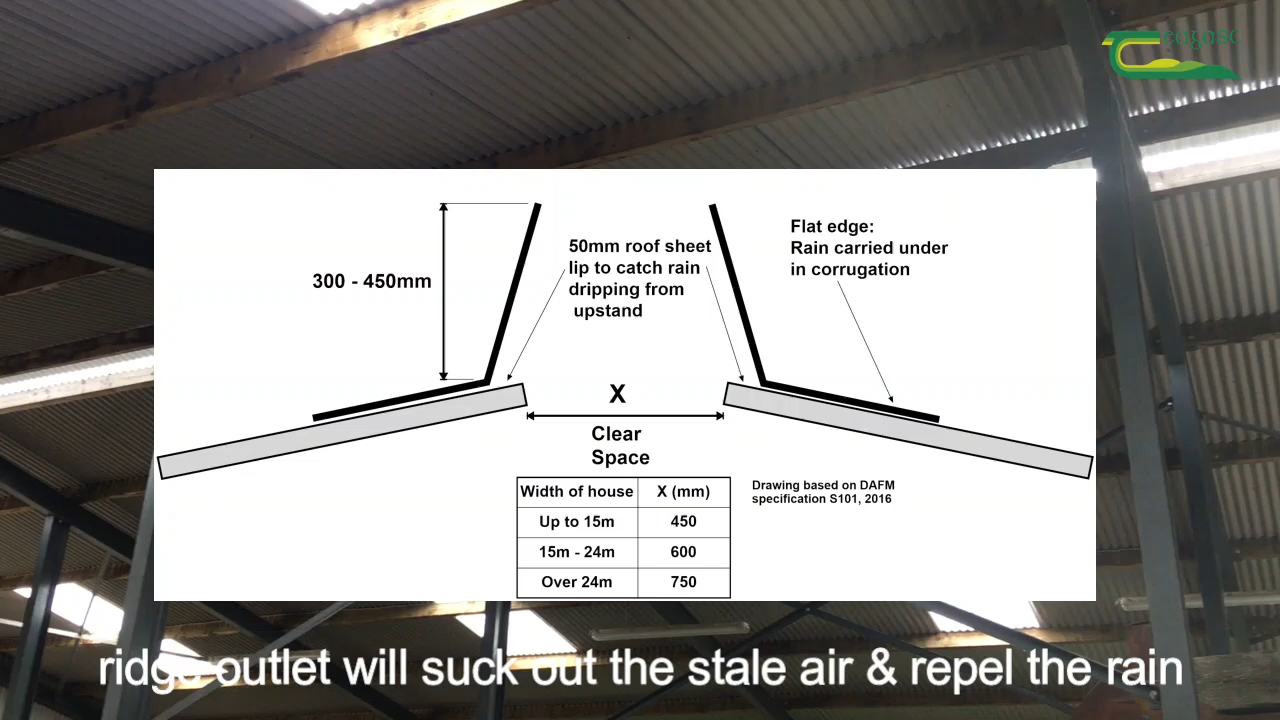 teagasc
300 - 450mm
50mm roof sheet
lip to catch rain
dripping from
upstand
Flat edge:
Rain carried under
in corrugation
X
Clear
Space
Width of house X (mm)
Up to 15m 450
15m - 24m 600
Over 24m 750
Drawing based on DAFM
specification S101, 2016
ridge outlet will suck out the stale air & repel the rain